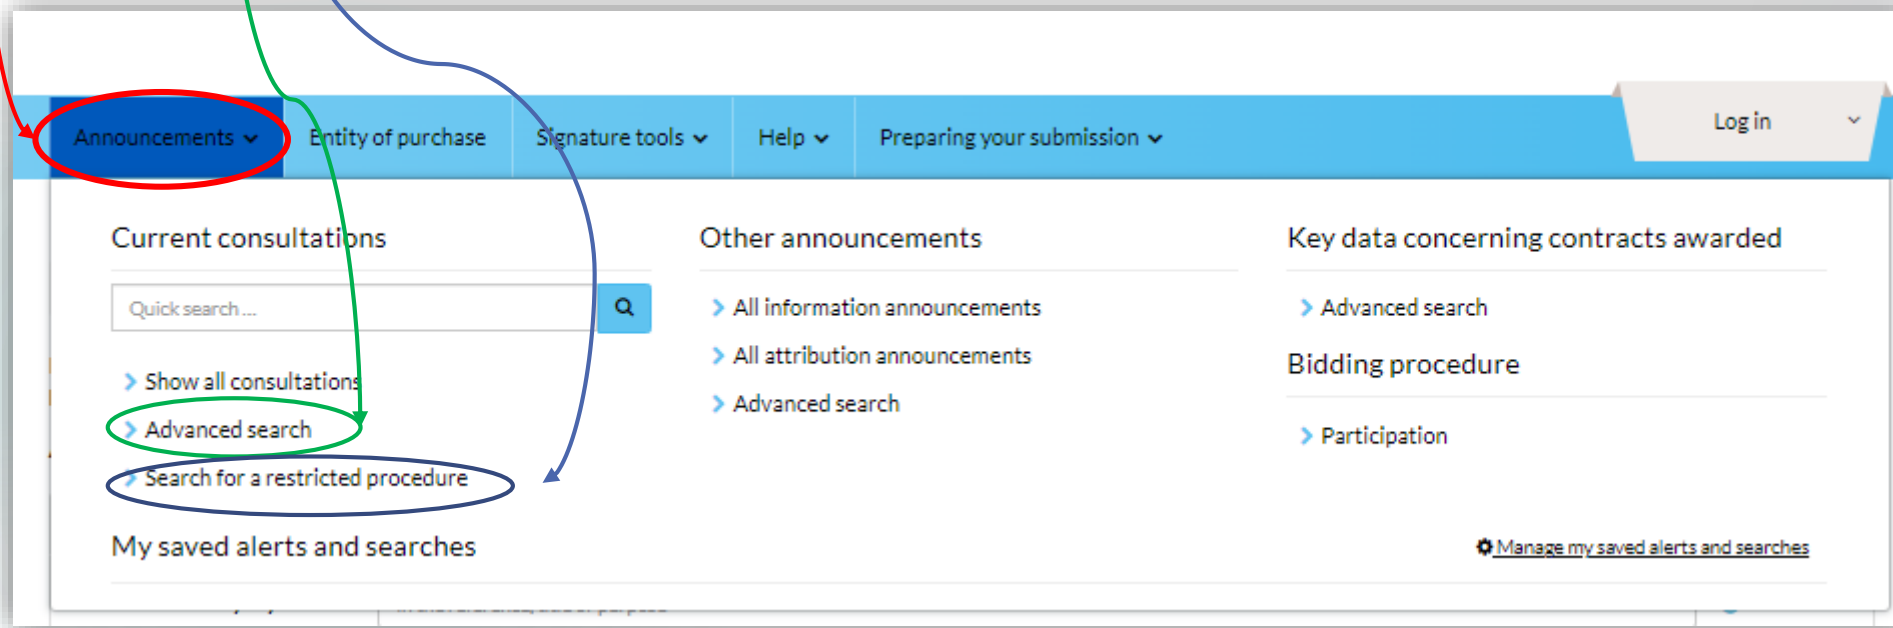 Log in
Announcements Entity of purchase Signature tools Help Preparing your submission
Current consultations
Quick search ...
Show all consultations
Advanced search
Search for a restricted procedure
Other announcements
All information announcements
All attribution announcements
Advanced search
Key data concerning contracts awarded
Advanced search
Bidding procedure
Participation
My saved alerts and searches
Manage my saved alerts and searches